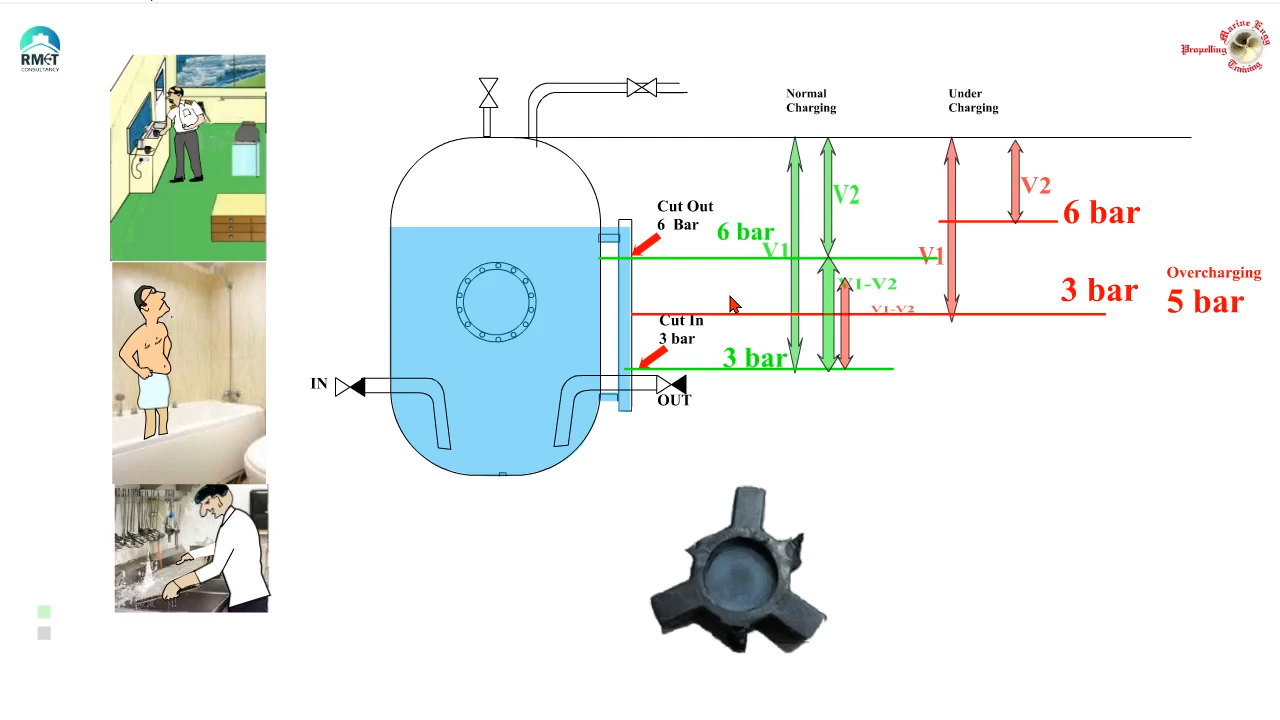 RMET
CONSULTANCY
Marine Engg
Propelling
Training
Normal
Charging
Under
Charging
V2
V2
Cut Out
6 Bar
6 bar
6 bar
V1
V1
Overcharging
5 bar
V1-V2
3 bar
V1-V2
Cut In
3 bar
3 bar
IN
OUT